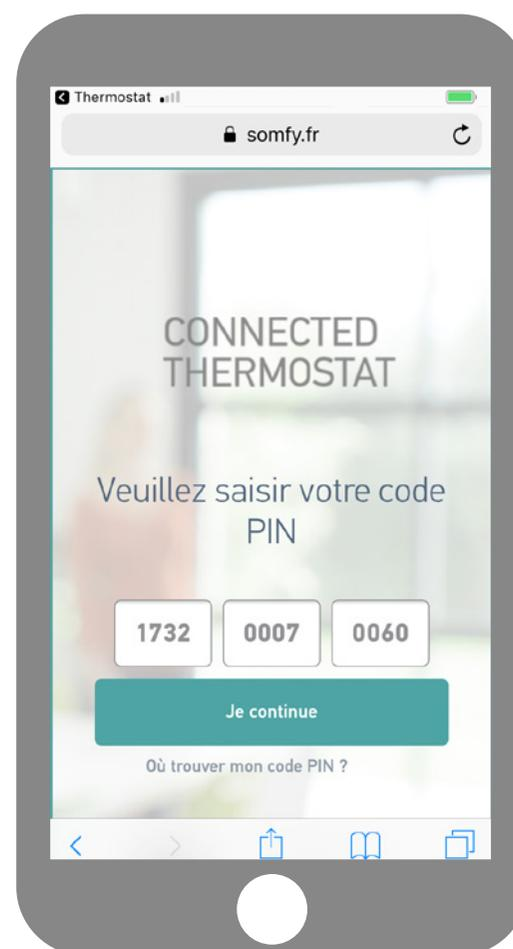 Thermostat
somfy.fr
CONNECTED
THERMOSTAT
Veuillez saisir votre code
PIN
1732 0007 0060
Je continue
Où trouver mon code PIN ?